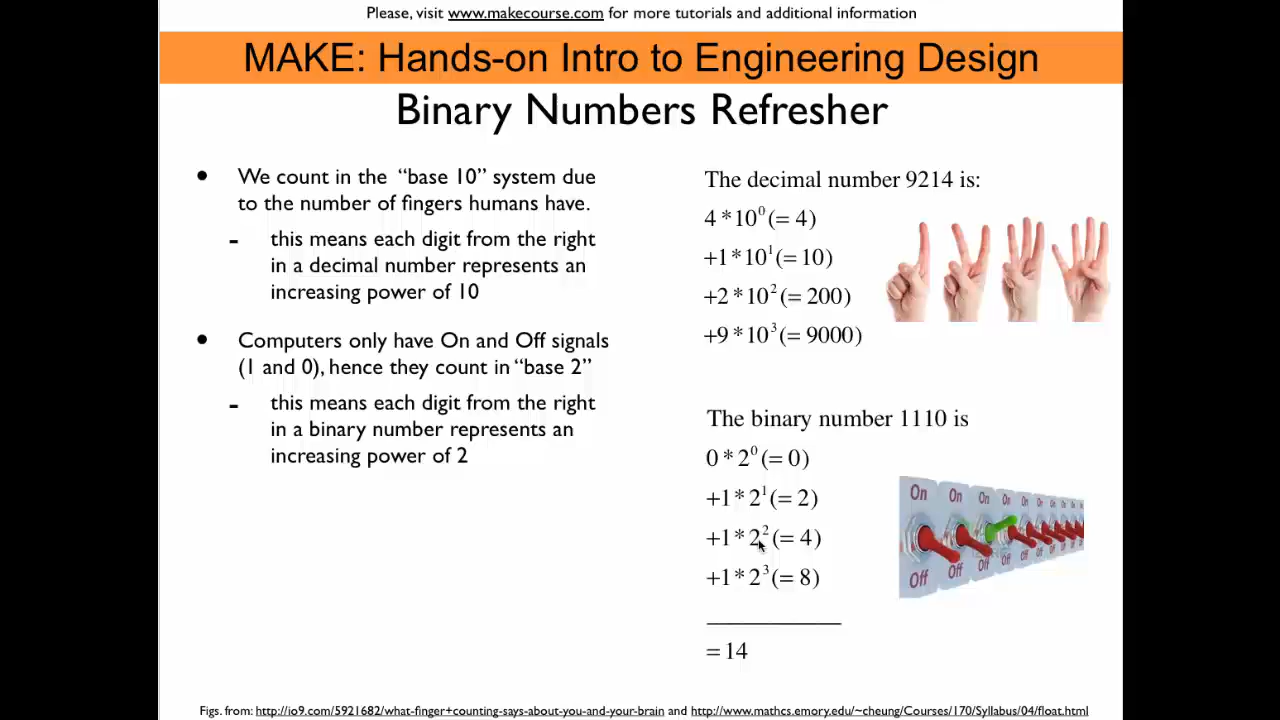 Please, visit www.makecourse.com for more tutorials and additional information
MAKE: Hands-on Intro to Engineering Design
Binary Numbers Refresher
• We count in the “base 10” system due
to the number of fingers humans have.
- this means each digit from the right
in a decimal number represents an
increasing power of 10
• Computers only have On and Off signals
(1 and 0), hence they count in “base 2”
- this means each digit from the right
in a binary number represents an
increasing power of 2
The decimal number 9214 is:
4*10⁰(= 4)
+1*10¹(= 10)
+2*10²(= 200)
+9*10³(= 9000)
The binary number 1110 is
0*2⁰(= 0)
+1*2¹(= 2)
+1*2²(= 4)
+1*2³(= 8)
= 14
On On On On On
Off Off Off Off Off
Figs. from: http://io9.com/5921682/what-finger+counting-says-about-you-and-your-brain and http://www.mathcs.emory.edu/~cheung/Courses/170/Syllabus/04/float.html